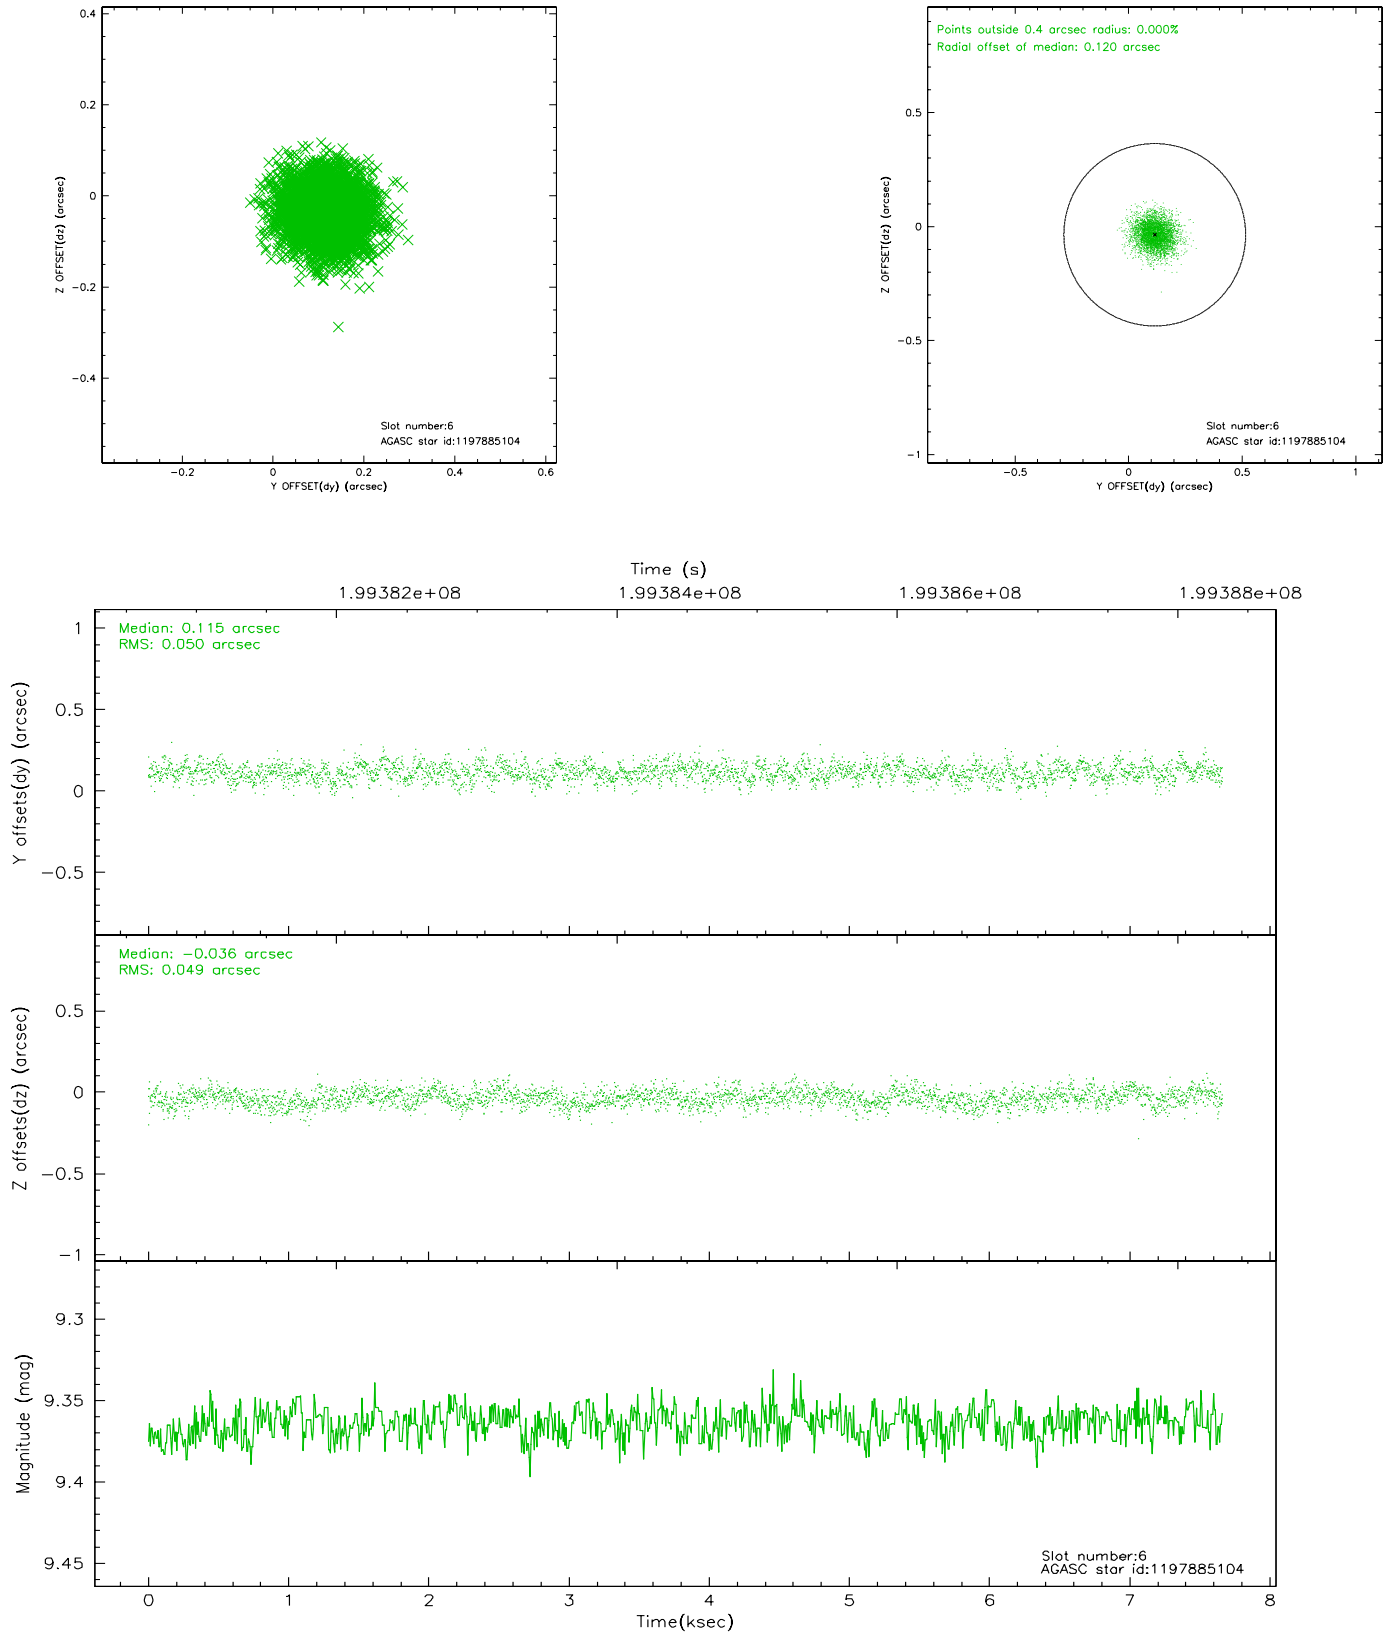 0.4
0.2
0
−0.2
−0.4
Z OFFSET(dz) (arcsec)
Slot number:6
AGASC star id:1197885104
−0.2 0 0.2 0.4 0.6
Y OFFSET(dy) (arcsec)
Points outside 0.4 arcsec radius: 0.000%
Radial offset of median: 0.120 arcsec
0.5
0
−0.5
−1
Z OFFSET(dz) (arcsec)
Slot number:6
AGASC star id:1197885104
−0.5 0 0.5 1
Y OFFSET(dy) (arcsec)
Time (s)
1.99382e+08 1.99384e+08 1.99386e+08 1.99388e+08
Median: 0.115 arcsec
RMS: 0.050 arcsec
1
0.5
0
−0.5
Y offsets(dy) (arcsec)
Median: −0.036 arcsec
RMS: 0.049 arcsec
0.5
0
−0.5
−1
Z offsets(dz) (arcsec)
9.3
9.35
9.4
9.45
Magnitude (mag)
Slot number:6
AGASC star id:1197885104
0 1 2 3 4 5 6 7 8
Time(ksec)